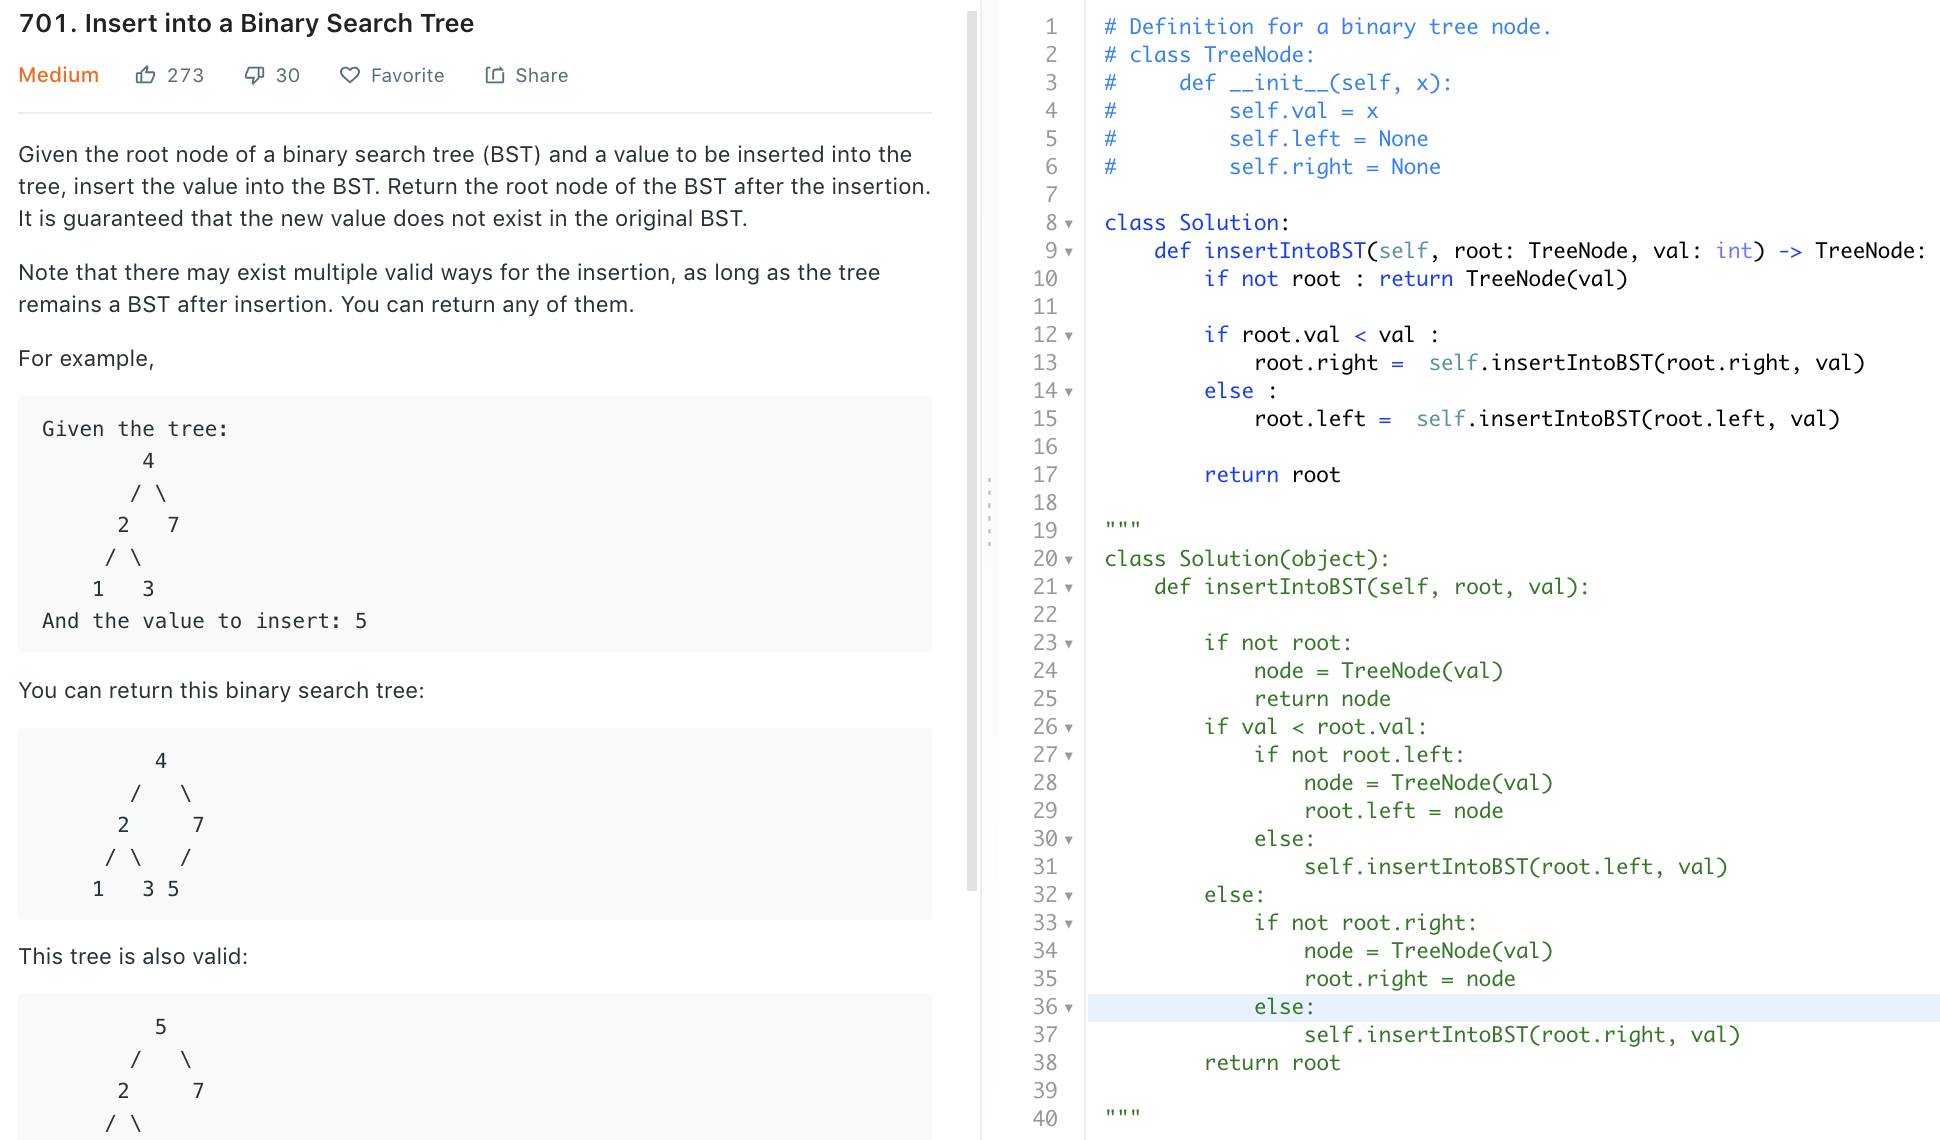 701. Insert into a Binary Search Tree
Medium 273 30 Favorite Share
Given the root node of a binary search tree (BST) and a value to be inserted into the
tree, insert the value into the BST. Return the root node of the BST after the insertion.
It is guaranteed that the new value does not exist in the original BST.
Note that there may exist multiple valid ways for the insertion, as long as the tree
remains a BST after insertion. You can return any of them.
For example,
Given the tree:
        4
       / \
      2   7
     / \
    1   3
And the value to insert: 5
You can return this binary search tree:
         4
       /   \
      2     7
     / \   /
    1   3 5
This tree is also valid:
         5
       /   \
      2     7
     / \
1 # Definition for a binary tree node.
2 # class TreeNode:
3 #     def __init__(self, x):
4 #         self.val = x
5 #         self.left = None
6 #         self.right = None
7
8 class Solution:
9     def insertIntoBST(self, root: TreeNode, val: int) -> TreeNode:
10         if not root : return TreeNode(val)
11
12         if root.val < val :
13             root.right =  self.insertIntoBST(root.right, val)
14         else :
15             root.left =  self.insertIntoBST(root.left, val)
16
17         return root
18
19 """
20 class Solution(object):
21     def insertIntoBST(self, root, val):
22
23         if not root:
24             node = TreeNode(val)
25             return node
26         if val < root.val:
27             if not root.left:
28                 node = TreeNode(val)
29                 root.left = node
30             else:
31                 self.insertIntoBST(root.left, val)
32         else:
33             if not root.right:
34                 node = TreeNode(val)
35                 root.right = node
36             else:
37                 self.insertIntoBST(root.right, val)
38         return root
39
40 """